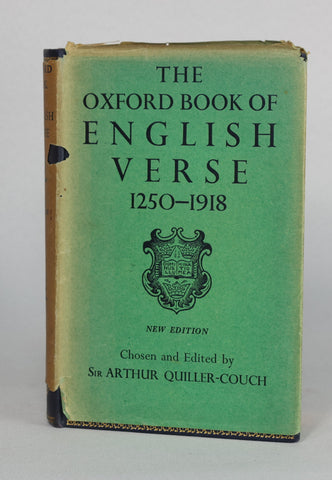 THE
OXFORD BOOK OF
ENGLISH
VERSE
1250—1918
NEW EDITION
Chosen and Edited by
SIR ARTHUR QUILLER-COUCH